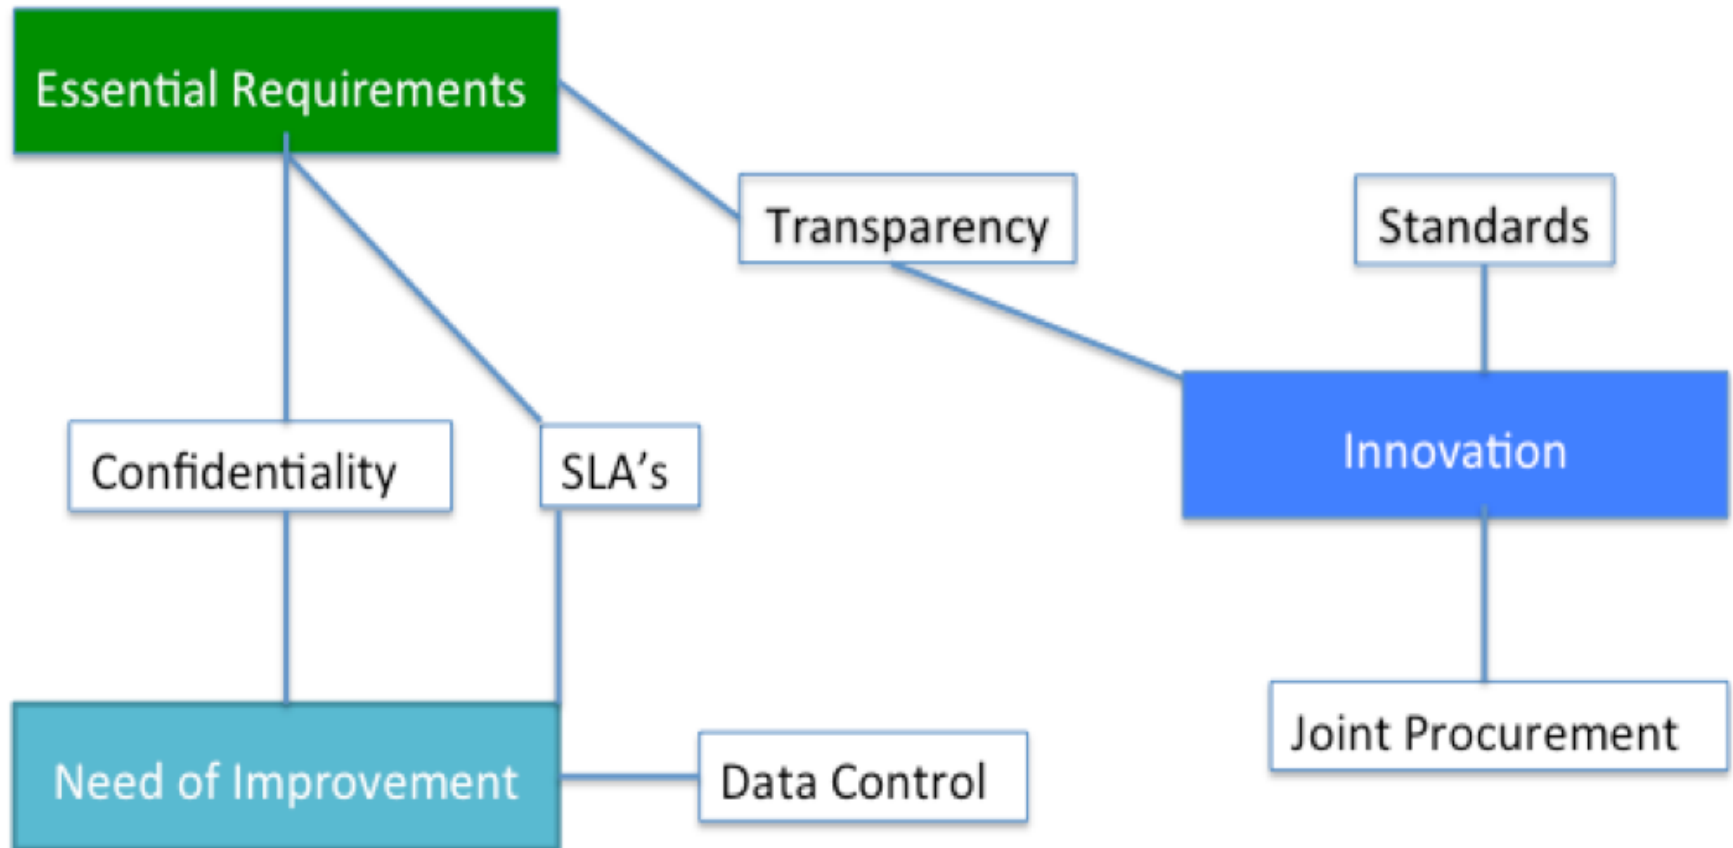 Essential Requirements
Transparency
Standards
Confidentiality
SLA’s
Innovation
Need of Improvement
Data Control
Joint Procurement